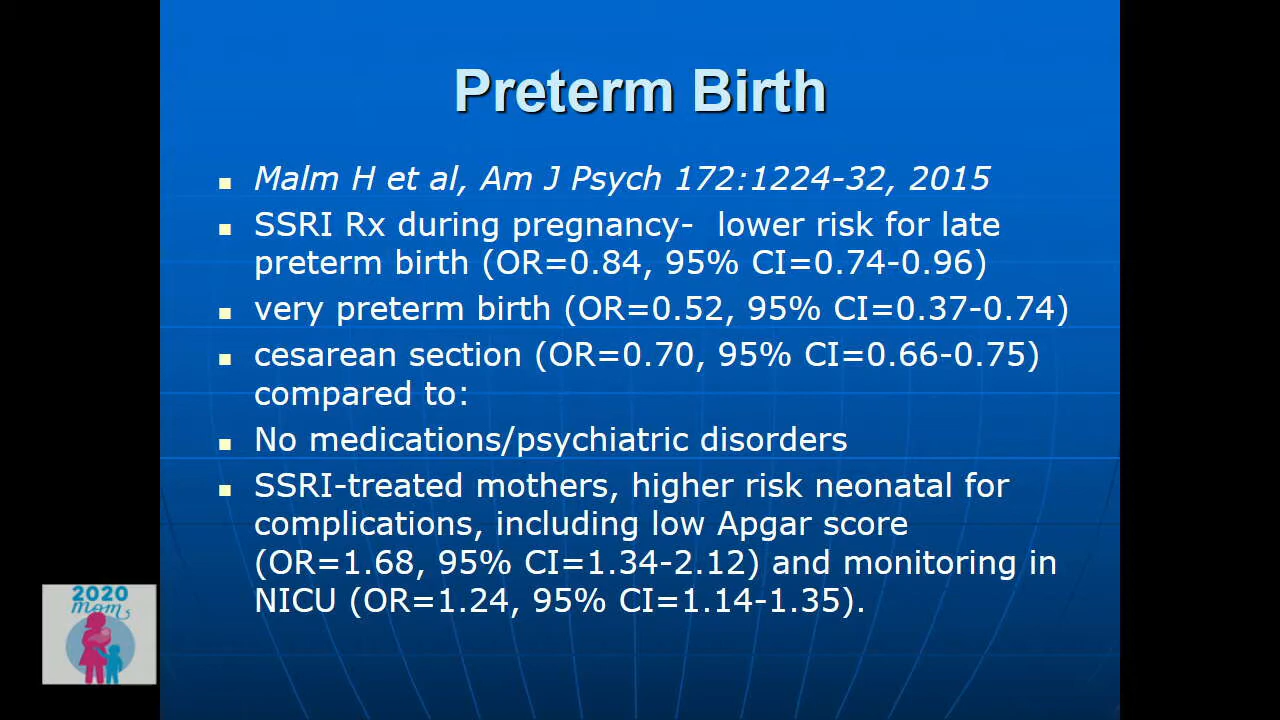 Preterm Birth
Malm H et al, Am J Psych 172:1224-32, 2015
SSRI Rx during pregnancy-  lower risk for late
preterm birth (OR=0.84, 95% CI=0.74-0.96)
very preterm birth (OR=0.52, 95% CI=0.37-0.74)
cesarean section (OR=0.70, 95% CI=0.66-0.75)
compared to:
No medications/psychiatric disorders
SSRI-treated mothers, higher risk neonatal for
complications, including low Apgar score
(OR=1.68, 95% CI=1.34-2.12) and monitoring in
NICU (OR=1.24, 95% CI=1.14-1.35).
2020
mom